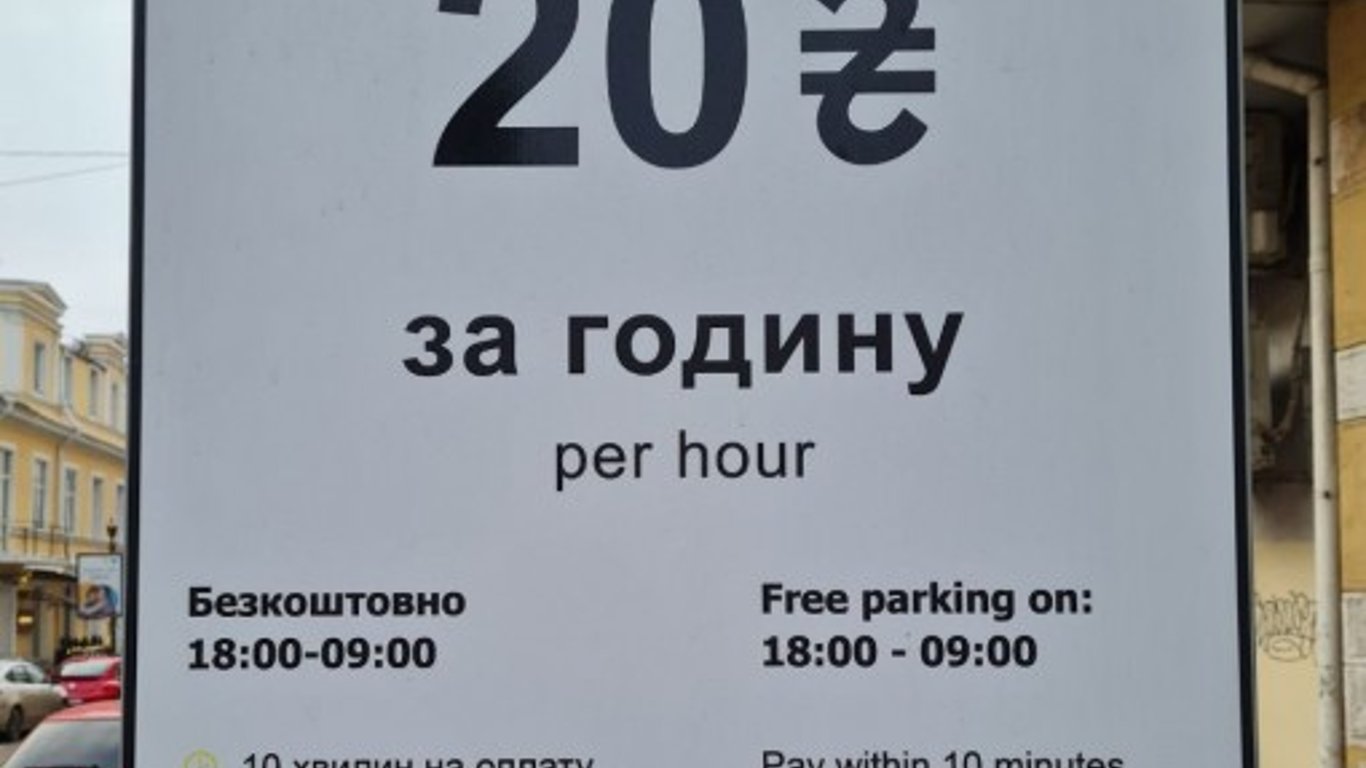 20 ₴
за годину
per hour
Безкоштовно
18:00-09:00
Free parking on:
18:00 - 09:00
10 хвилин на оплату
Pay within 10 minutes